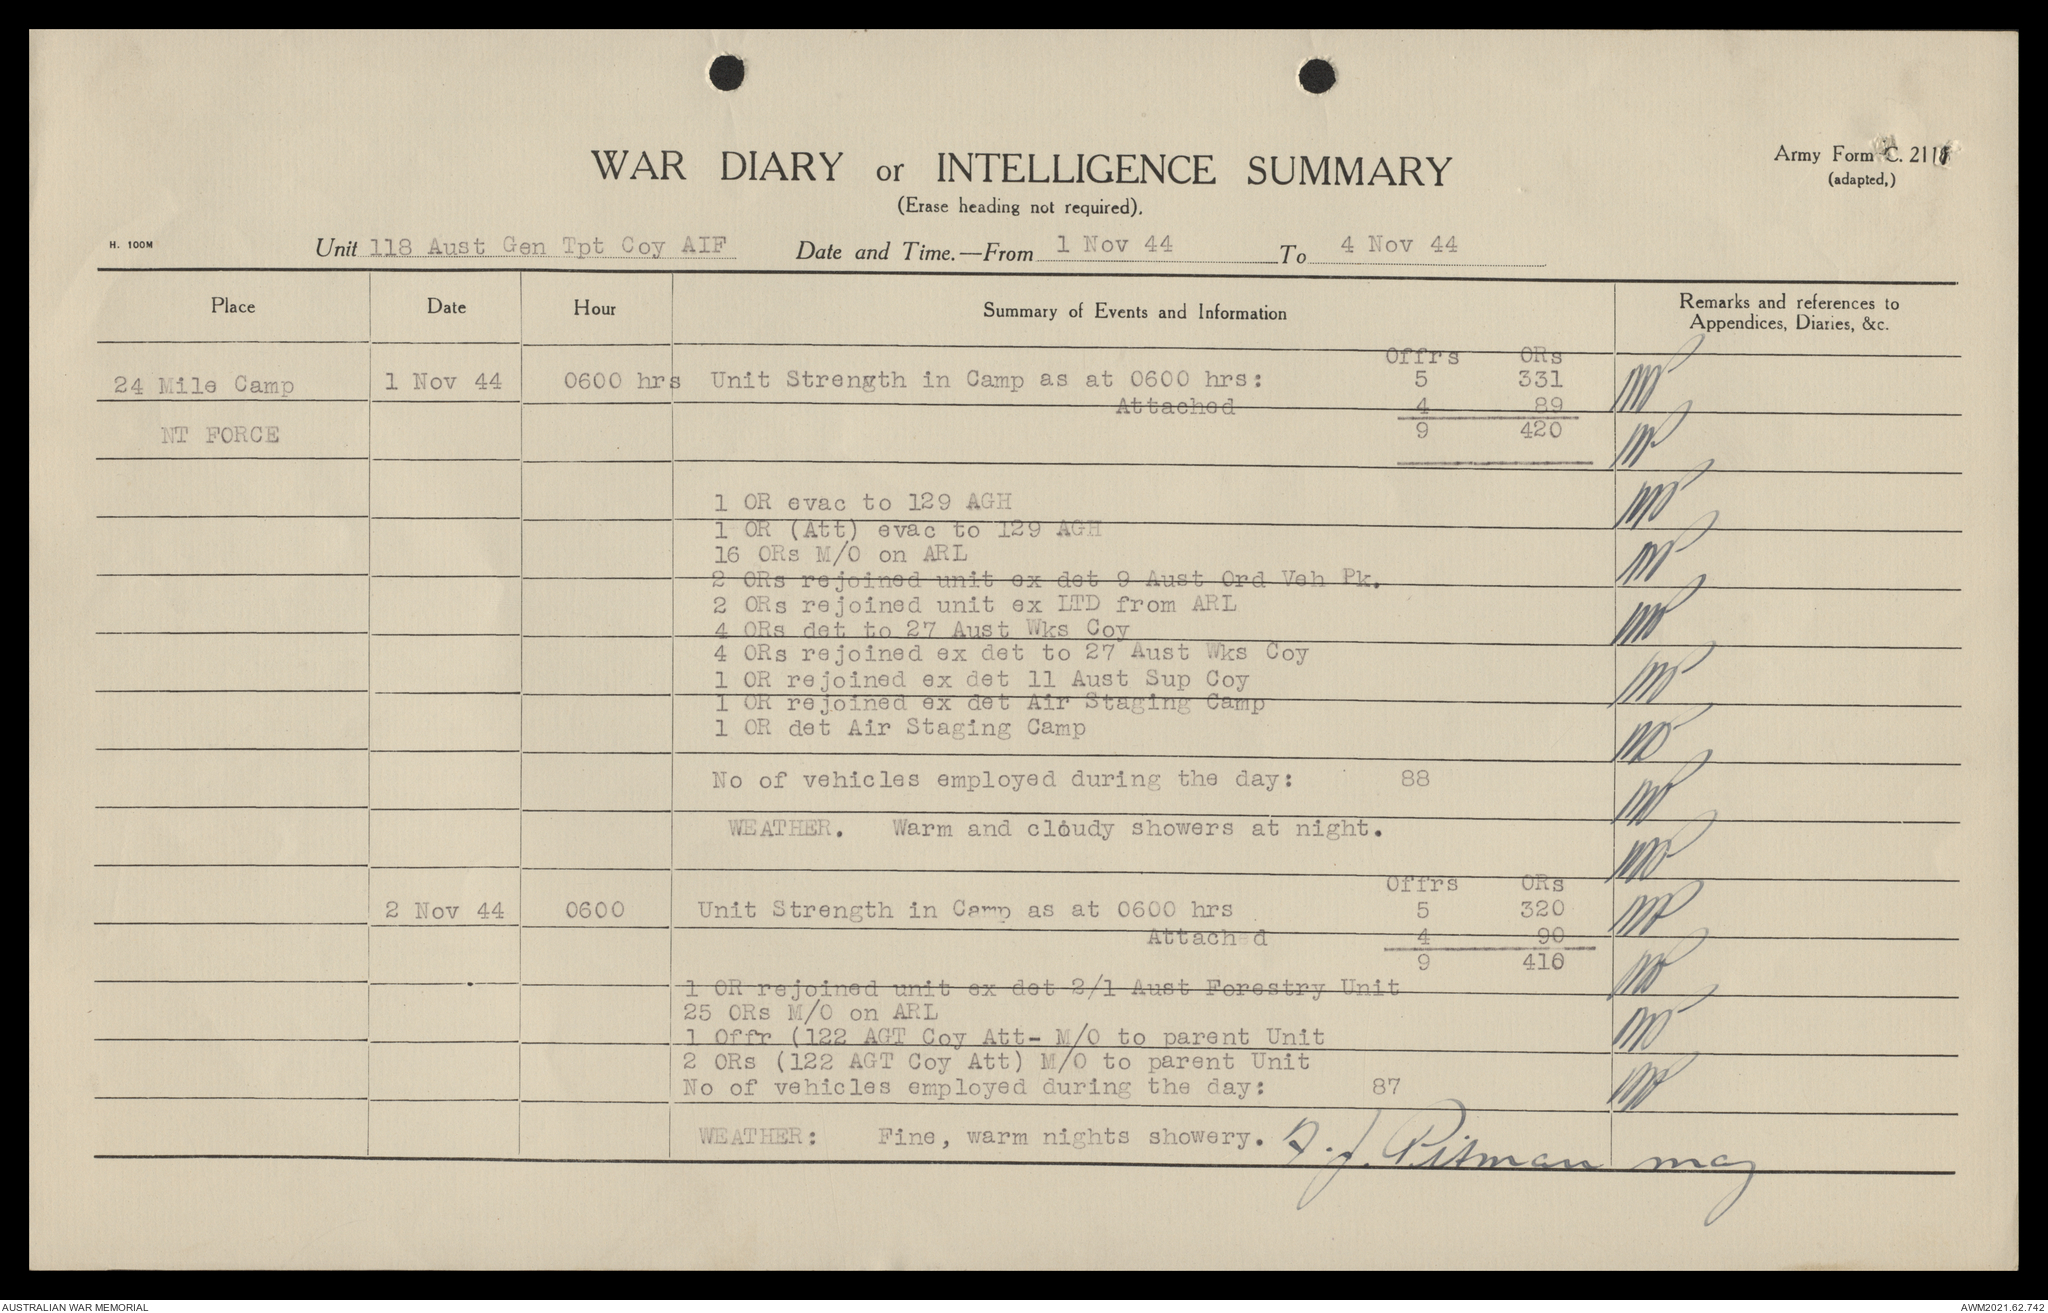 WAR DIARY or INTELLIGENCE SUMMARY
(Erase heading not required).
Army Form C. 2118
(adapted,)
H. 100M
Unit 118 Aust Gen Tpt Coy AIF Date and Time.—From 1 Nov 44 To 4 Nov 44
Place Date Hour Summary of Events and Information Remarks and references to
Appendices, Diaries, &c.
Offrs ORs
24 Mile Camp 1 Nov 44 0600 hrs Unit Strength in Camp as at 0600 hrs: 5 331
Attached 4 89
NT FORCE 9 420
1 OR evac to 129 AGH
1 OR (Att) evac to 129 AGH
16 ORs M/O on ARL
2 ORs rejoined unit ex det 9 Aust Ord Veh Pk.
2 ORs rejoined unit ex LTD from ARL
4 ORs det to 27 Aust Wks Coy
4 ORs rejoined ex det to 27 Aust Wks Coy
1 OR rejoined ex det 11 Aust Sup Coy
1 OR rejoined ex det Air Staging Camp
1 OR det Air Staging Camp
No of vehicles employed during the day: 88
WEATHER. Warm and cloudy showers at night.
Offrs ORs
2 Nov 44 0600 Unit Strength in Camp as at 0600 hrs 5 320
Attached 4 90
9 410
1 OR rejoined unit ex det 2/1 Aust Forestry Unit
25 ORs M/O on ARL
1 Offr (122 AGT Coy Att- M/O to parent Unit
2 ORs (122 AGT Coy Att) M/O to parent Unit
No of vehicles employed during the day: 87
WEATHER: Fine, warm nights showery.
Pitman maj
AUSTRALIAN WAR MEMORIAL
AWM2021.62.742